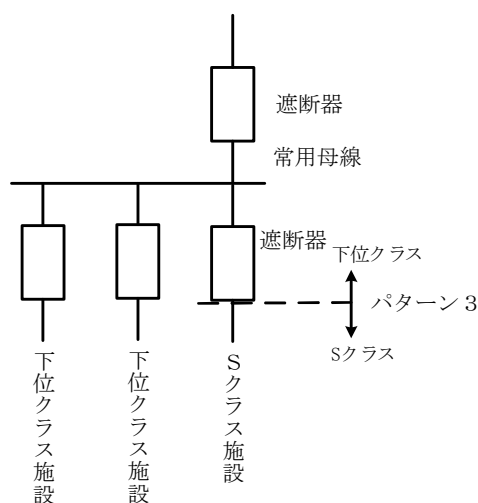 遮断器
常用母線
遮断器
下位クラス
パターン3
Sクラス
下位クラス施設
下位クラス施設
Sクラス施設